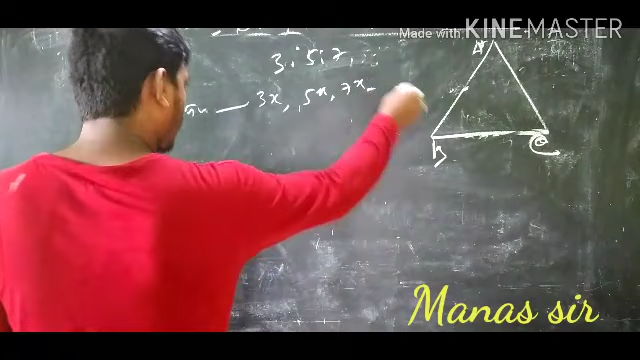 Made with KINEMASTER
3 : 5 : 7
3x, 5x, 7x
A
B
C
Manas sir